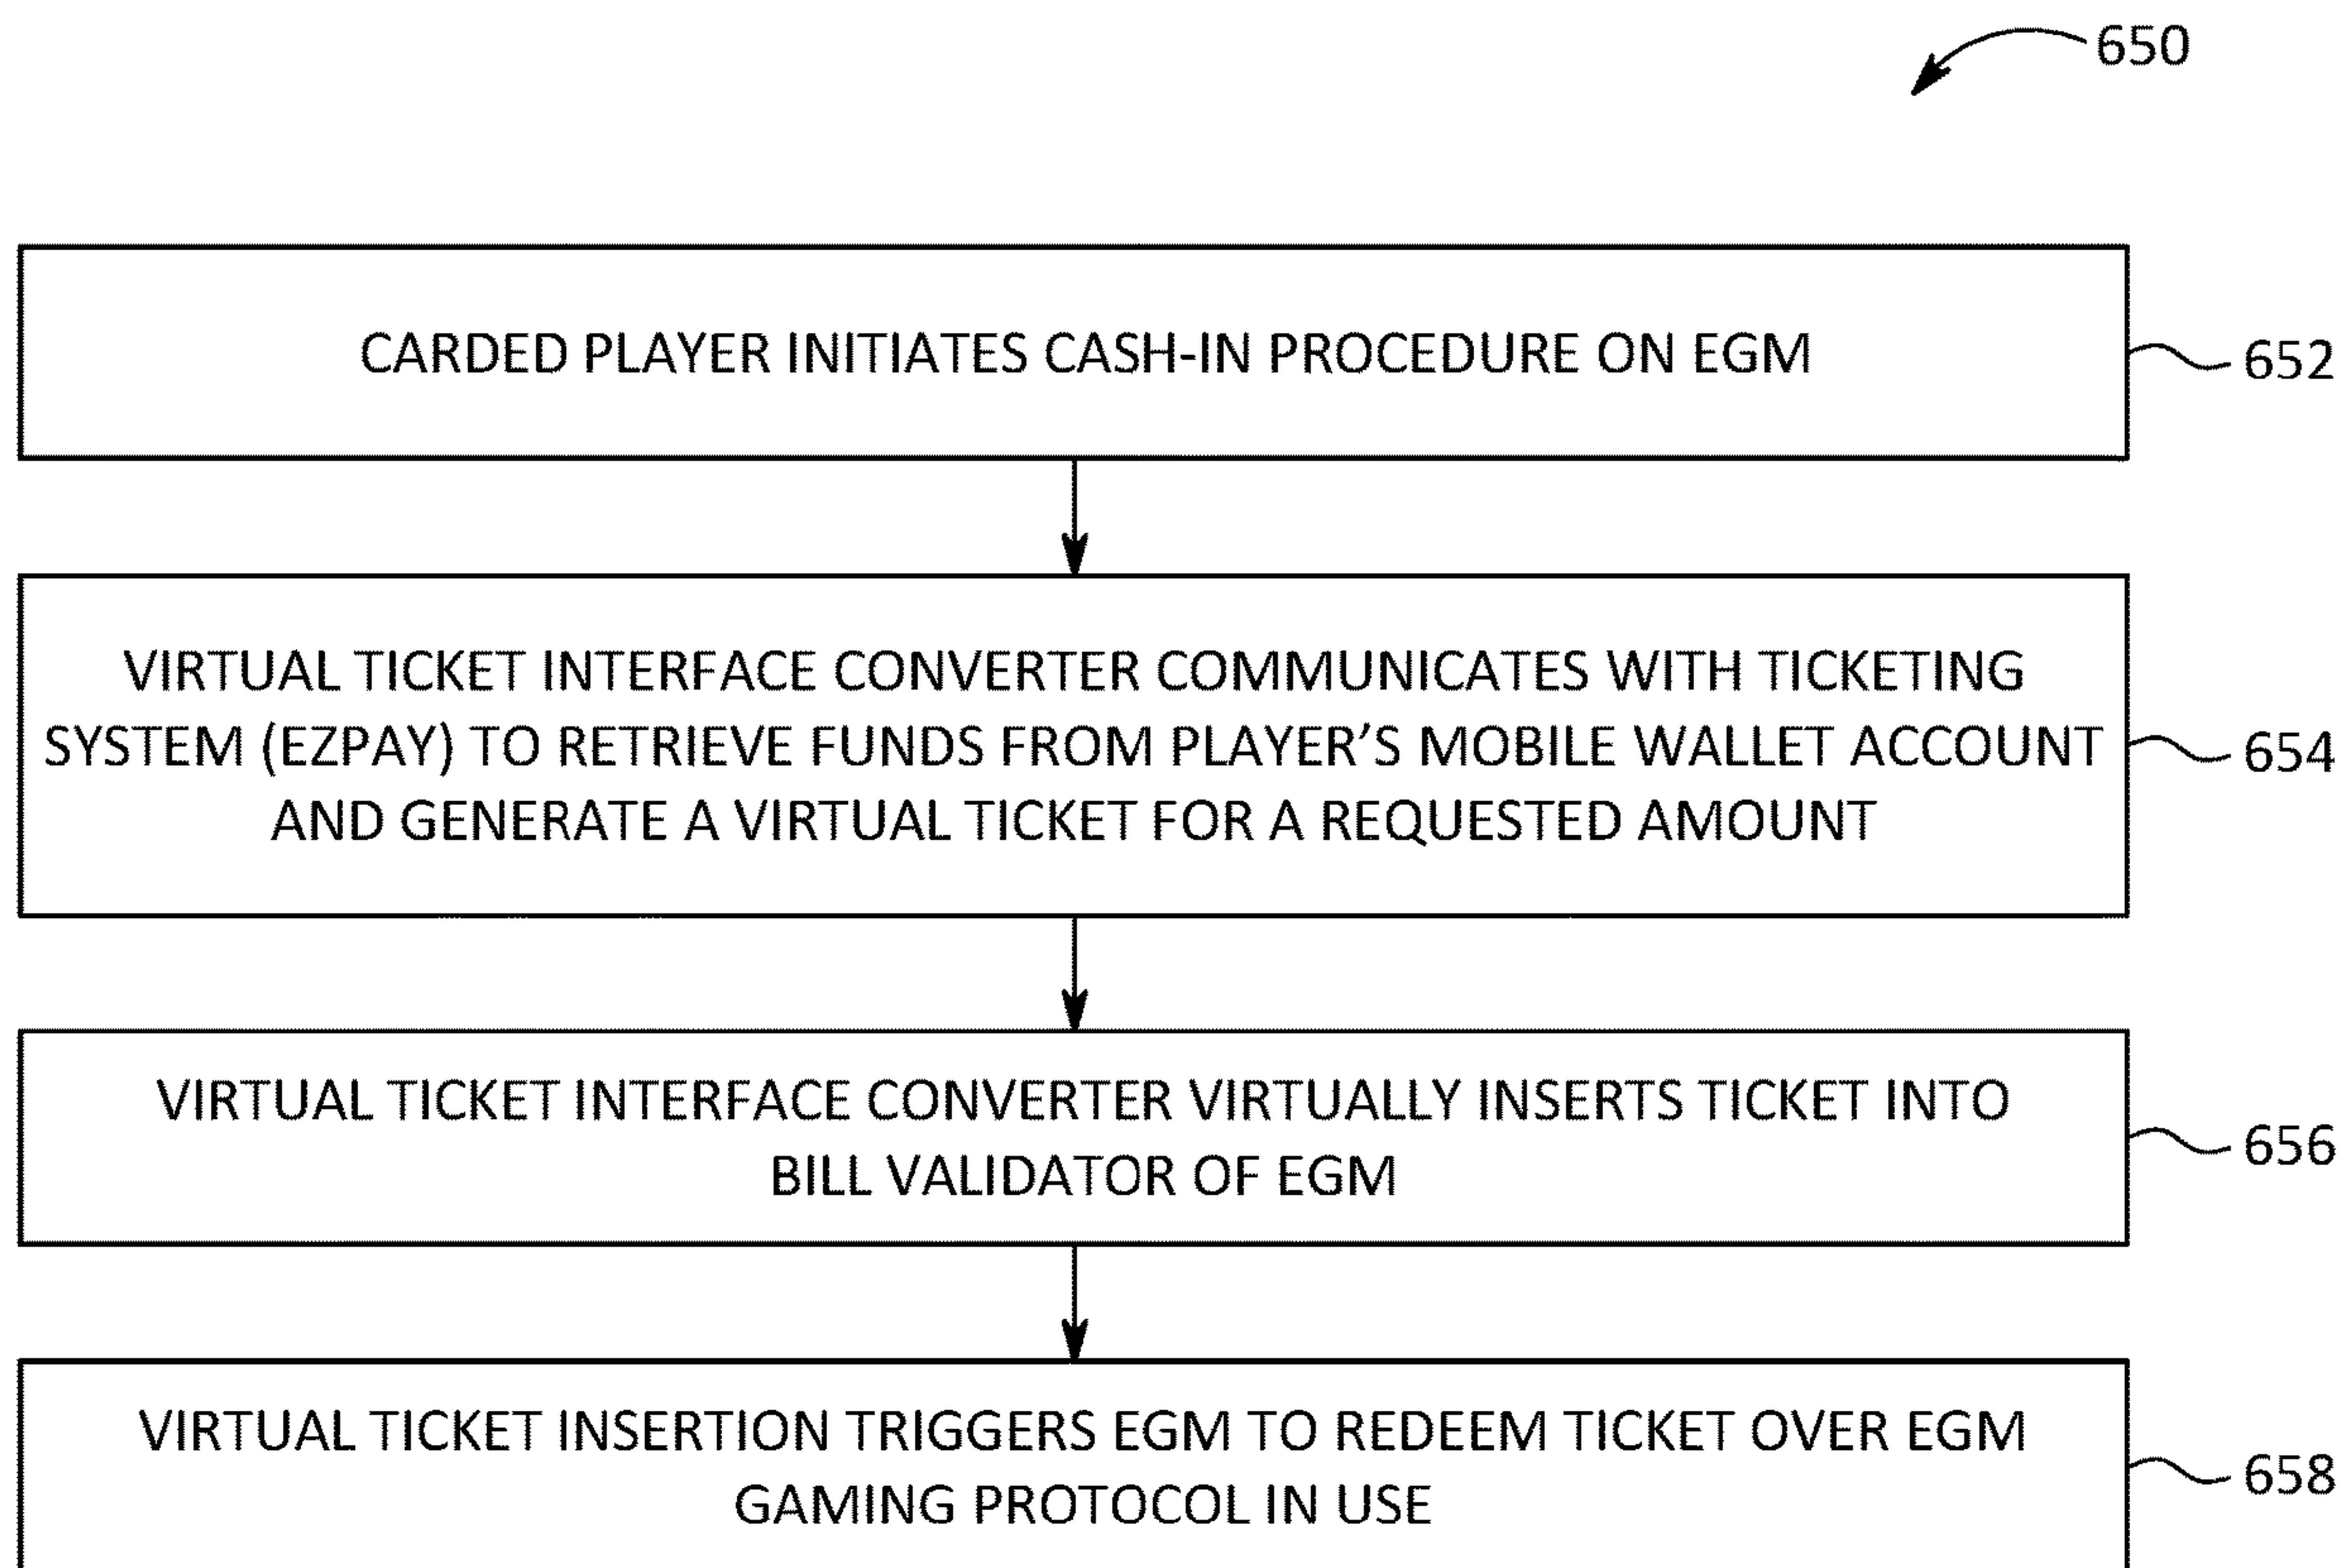 650
CARDED PLAYER INITIATES CASH-IN PROCEDURE ON EGM
652
VIRTUAL TICKET INTERFACE CONVERTER COMMUNICATES WITH TICKETING
SYSTEM (EZPAY) TO RETRIEVE FUNDS FROM PLAYER’S MOBILE WALLET ACCOUNT
AND GENERATE A VIRTUAL TICKET FOR A REQUESTED AMOUNT
654
VIRTUAL TICKET INTERFACE CONVERTER VIRTUALLY INSERTS TICKET INTO
BILL VALIDATOR OF EGM
656
VIRTUAL TICKET INSERTION TRIGGERS EGM TO REDEEM TICKET OVER EGM
GAMING PROTOCOL IN USE
658